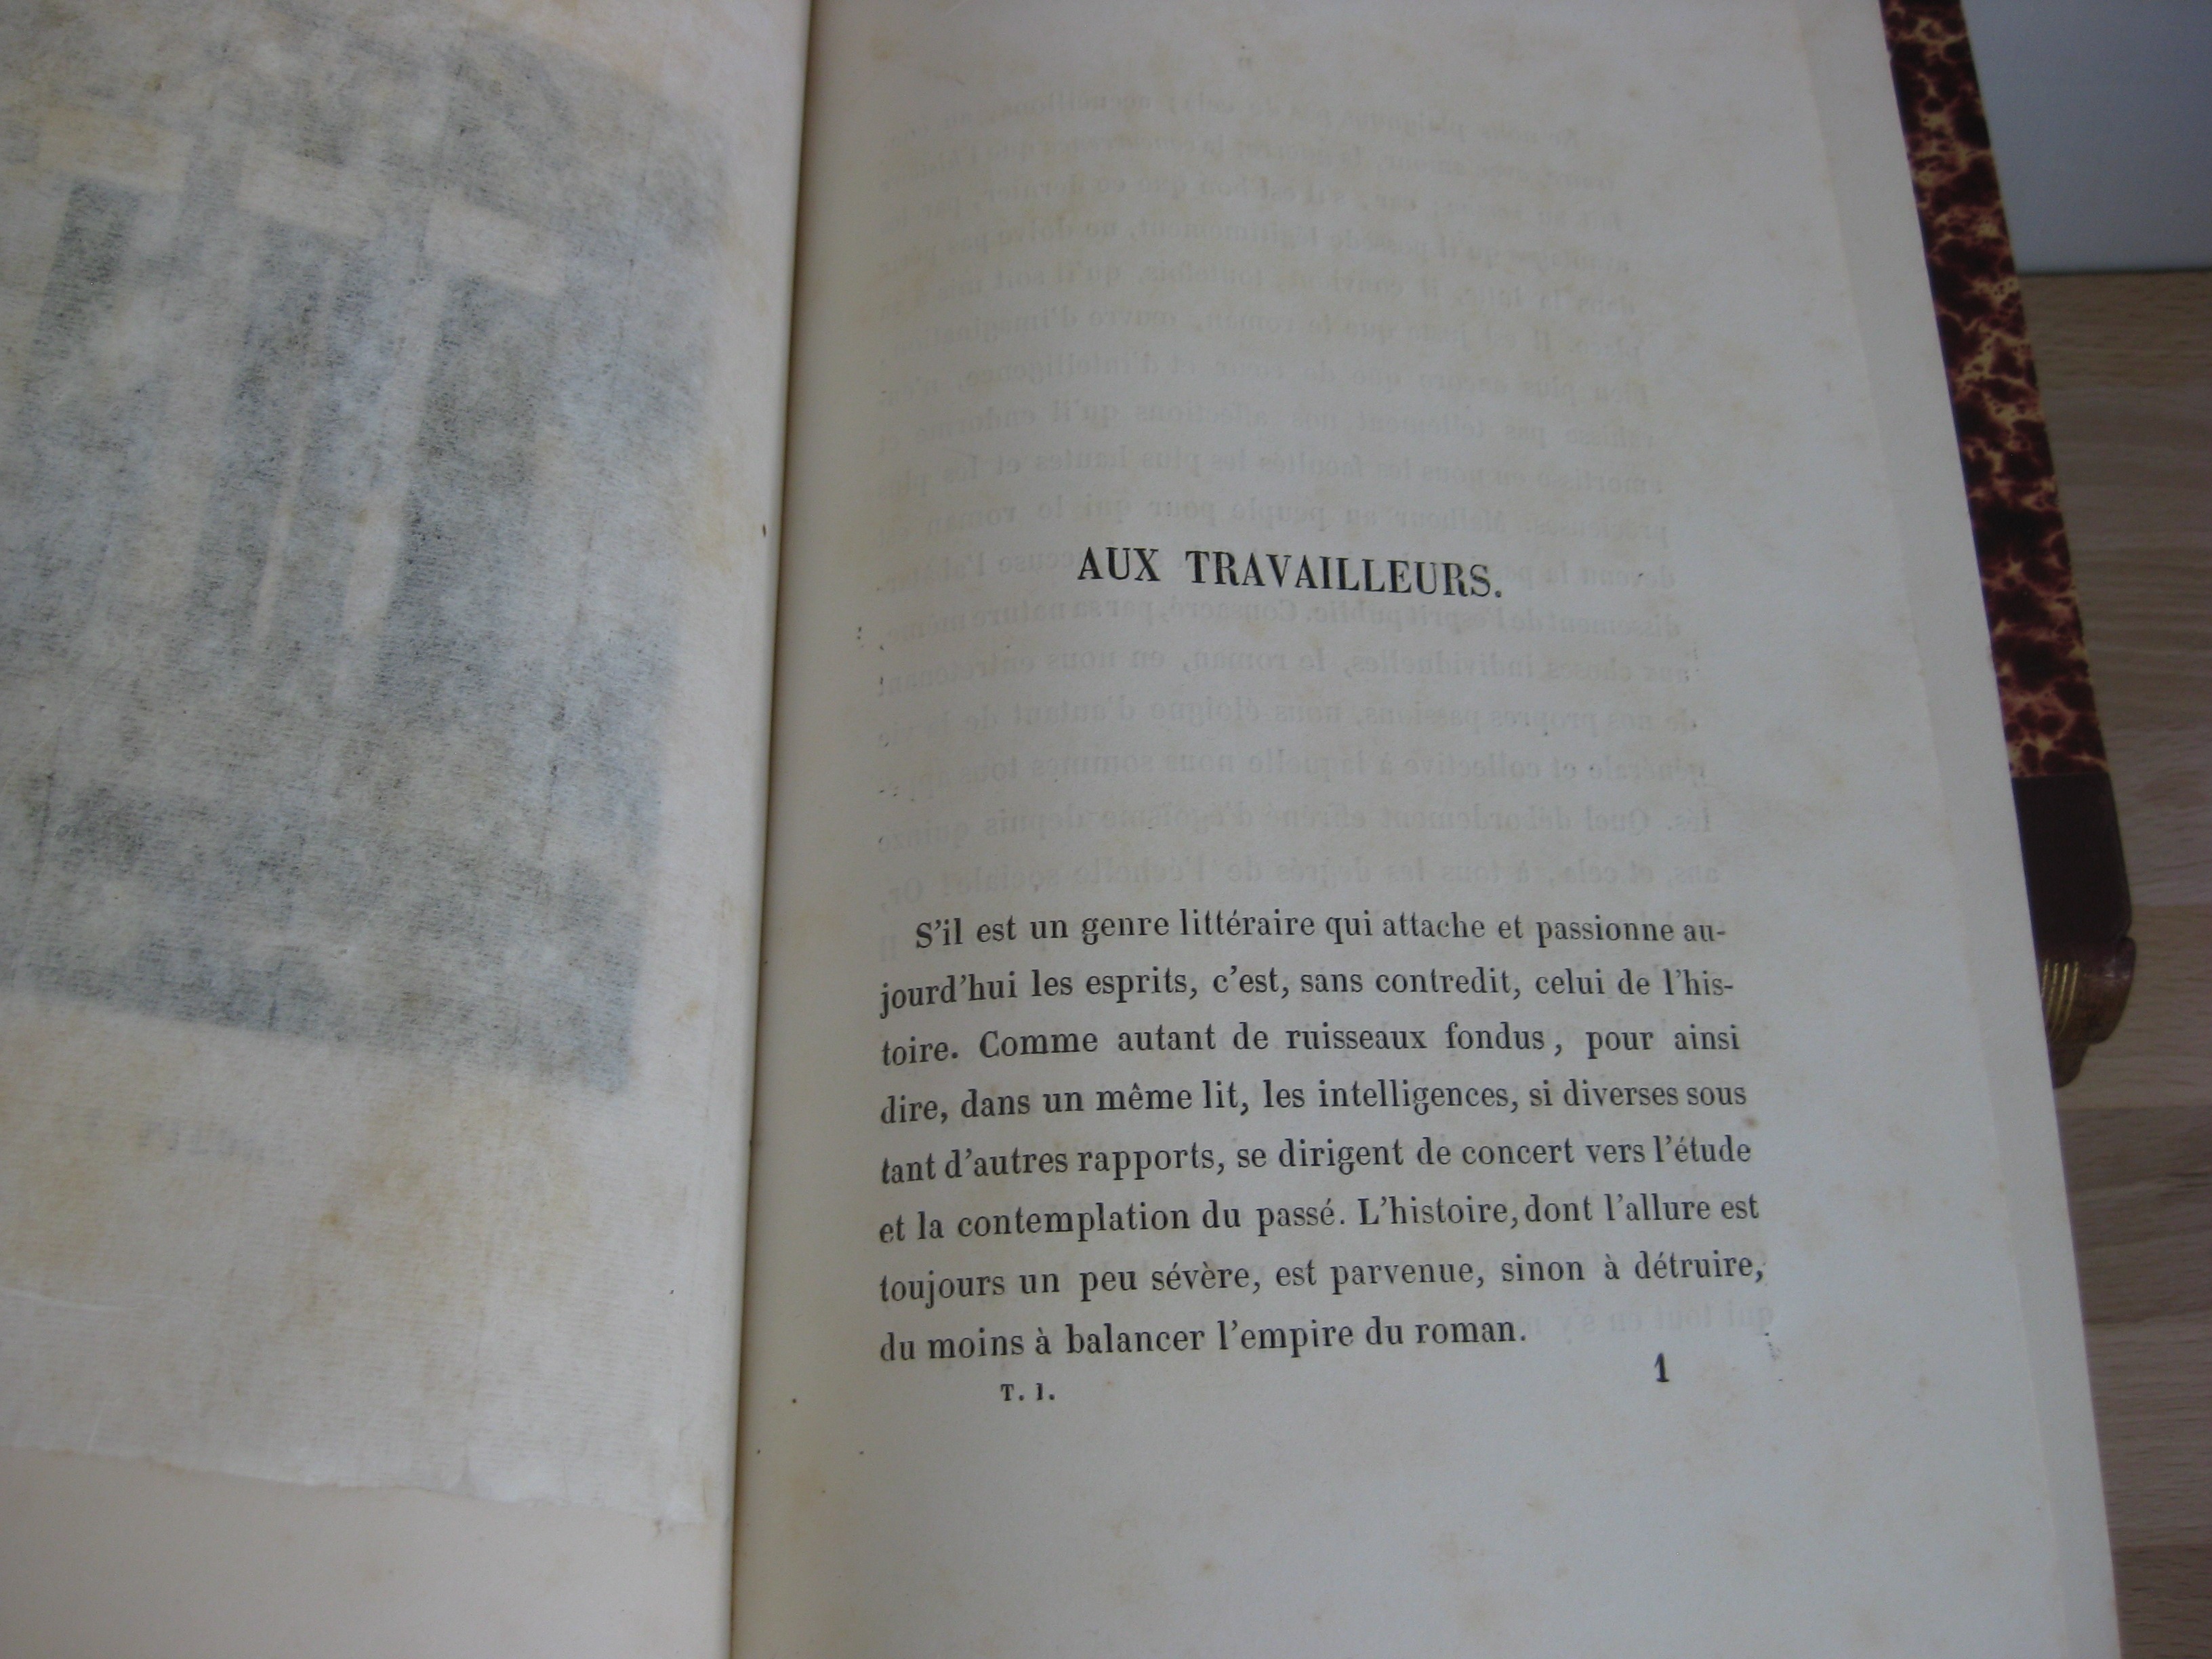 AUX TRAVAILLEURS.
S'il est un genre littéraire qui attache et passionne au-
jourd'hui les esprits, c'est, sans contredit, celui de l'his-
toire. Comme autant de ruisseaux fondus, pour ainsi
dire, dans un même lit, les intelligences, si diverses sous
tant d'autres rapports, se dirigent de concert vers l'étude
et la contemplation du passé. L'histoire, dont l'allure est
toujours un peu sévère, est parvenue, sinon à détruire,
du moins à balancer l'empire du roman.
T. I. 1